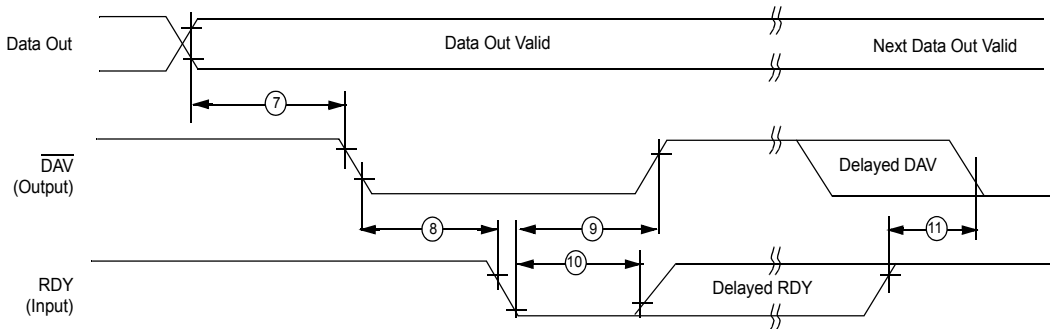 Data Out
Data Out Valid
Next Data Out Valid
7
DAV
(Output)
Delayed DAV
8
9
11
10
RDY
(Input)
Delayed RDY